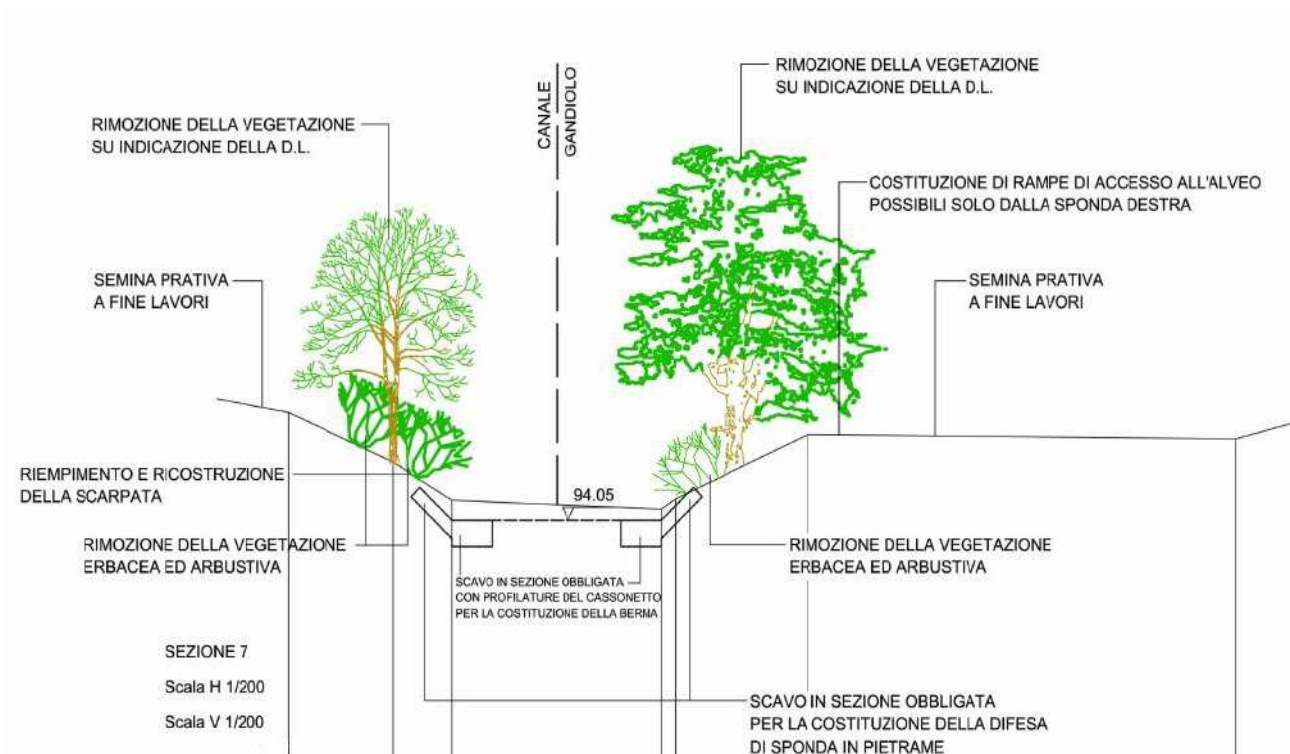 RIMOZIONE DELLA VEGETAZIONE
SU INDICAZIONE DELLA D.L.
CANALE
GANDIOLO
RIMOZIONE DELLA VEGETAZIONE
SU INDICAZIONE DELLA D.L.
COSTITUZIONE DI RAMPE DI ACCESSO ALL'ALVEO
POSSIBILI SOLO DALLA SPONDA DESTRA
SEMINA PRATIVA
A FINE LAVORI
SEMINA PRATIVA
A FINE LAVORI
RIEMPIMENTO E RICOSTRUZIONE
DELLA SCARPATA
94.05
RIMOZIONE DELLA VEGETAZIONE
ERBACEA ED ARBUSTIVA
RIMOZIONE DELLA VEGETAZIONE
ERBACEA ED ARBUSTIVA
SCAVO IN SEZIONE OBBLIGATA
CON PROFILATURE DEL CASSONETTO
PER LA COSTITUZIONE DELLA BERMA
SEZIONE 7
Scala H 1/200
Scala V 1/200
SCAVO IN SEZIONE OBBLIGATA
PER LA COSTITUZIONE DELLA DIFESA
DI SPONDA IN PIETRAME